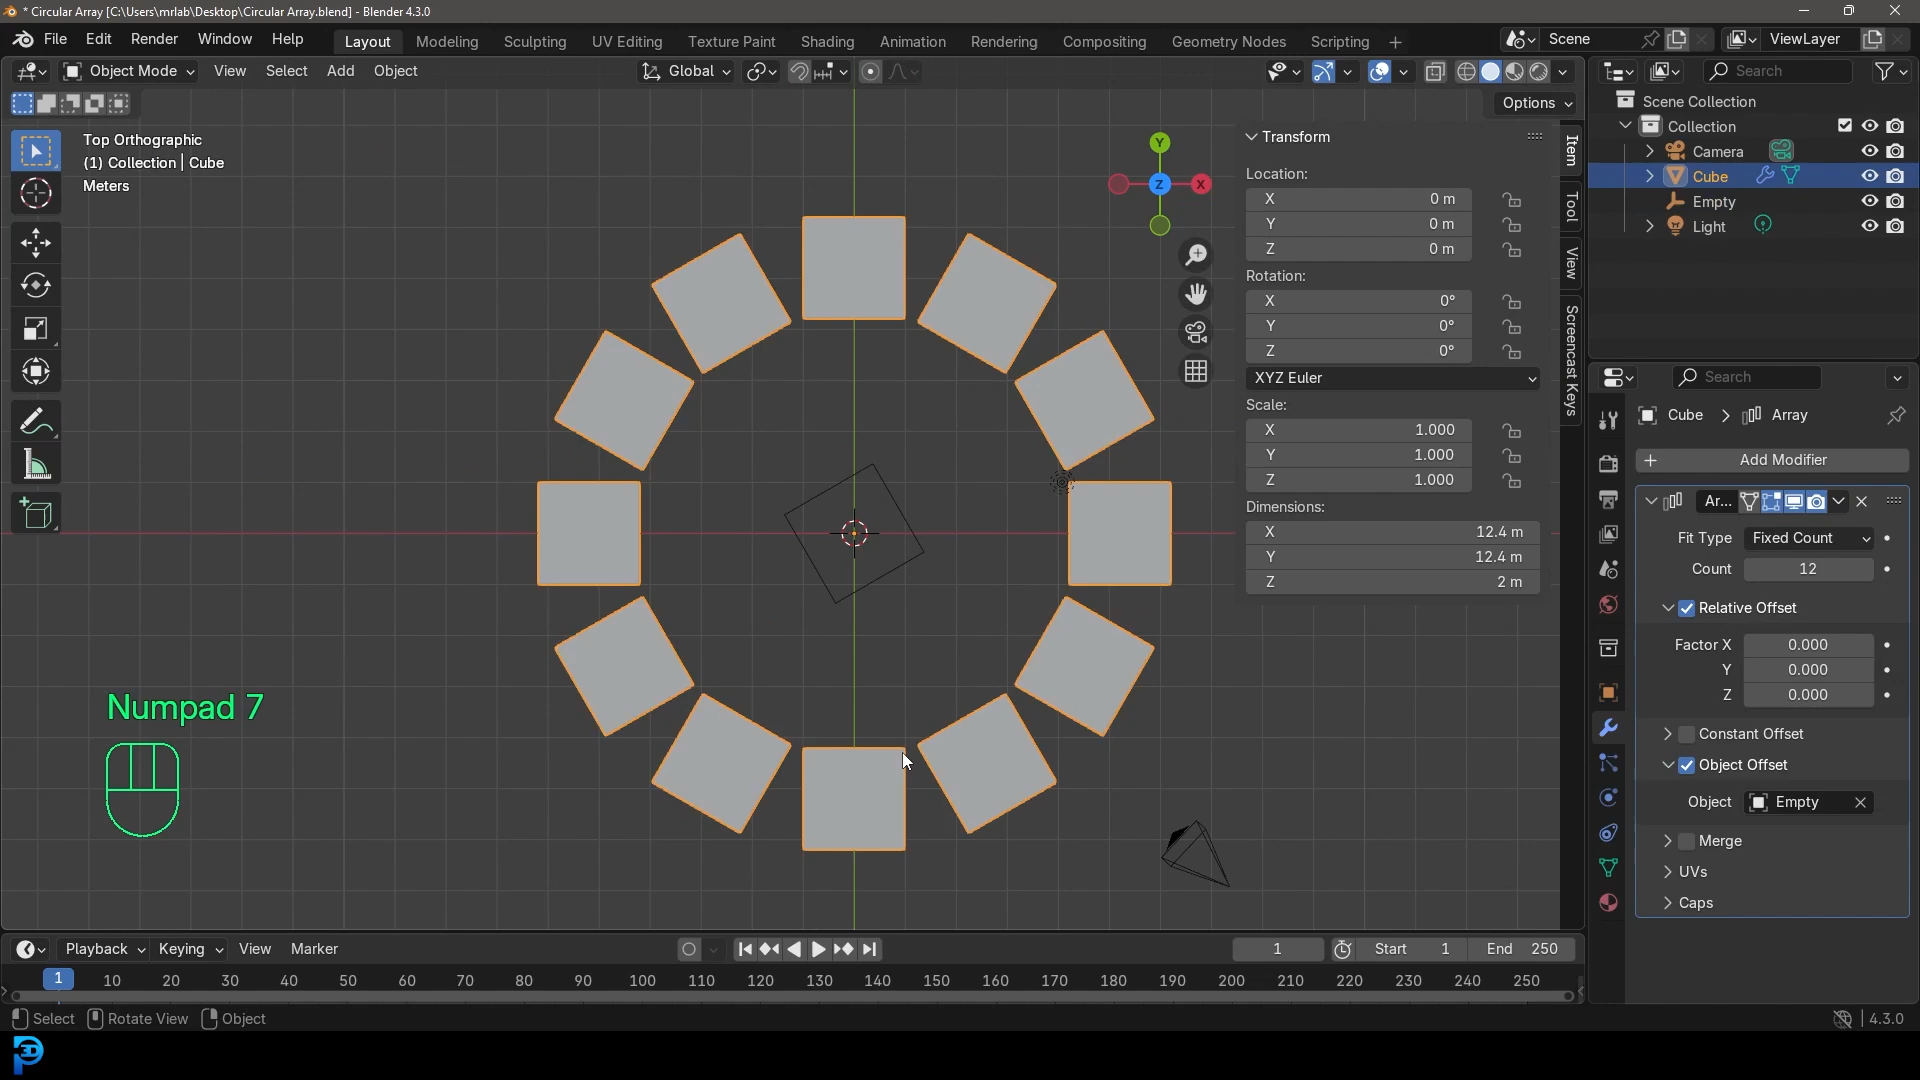 * Circular Array [C:\Users\mrlab\Desktop\Circular Array.blend] - Blender 4.3.0
File Edit Render Window Help Layout Modeling Sculpting UV Editing Texture Paint Shading Animation Rendering Compositing Geometry Nodes Scripting + Scene ViewLayer
Object Mode View Select Add Object Global Search
Options
Top Orthographic
(1) Collection | Cube
Meters
Y
X
Z
Transform
Location:
X 0 m
Y 0 m
Z 0 m
Rotation:
X 0°
Y 0°
Z 0°
XYZ Euler
Scale:
X 1.000
Y 1.000
Z 1.000
Dimensions:
X 12.4 m
Y 12.4 m
Z 2 m
Item
Tool
View
Screencast Keys
Scene Collection
Collection
Camera
Cube
Empty
Light
Search
Cube > Array
+ Add Modifier
Ar...
Fit Type Fixed Count
Count 12
Relative Offset
Factor X 0.000
Y 0.000
Z 0.000
Constant Offset
Object Offset
Object Empty
Merge
UVs
Caps
Numpad 7
Playback Keying View Marker 1 Start 1 End 250
1 10 20 30 40 50 60 70 80 90 100 110 120 130 140 150 160 170 180 190 200 210 220 230 240 250
Select Rotate View Object 4.3.0
3D